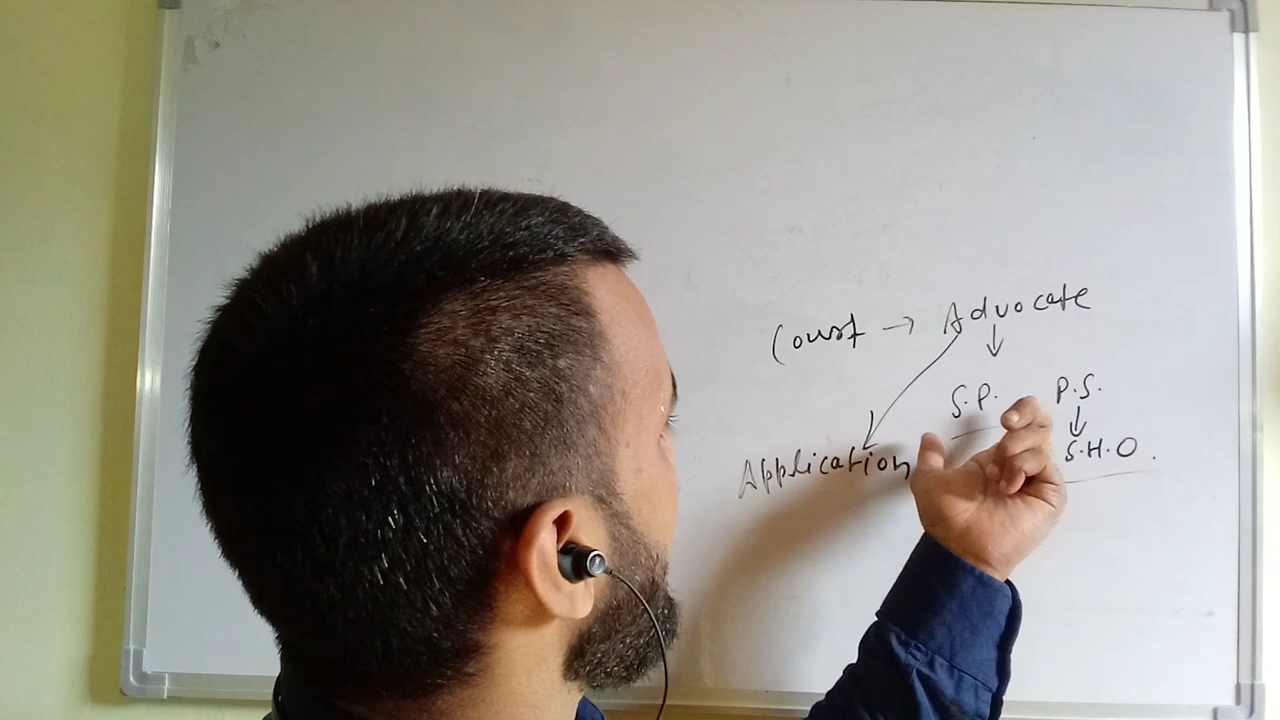 Court → Advocate
↓
S.P. P.S.
↓
Application S.H.O.